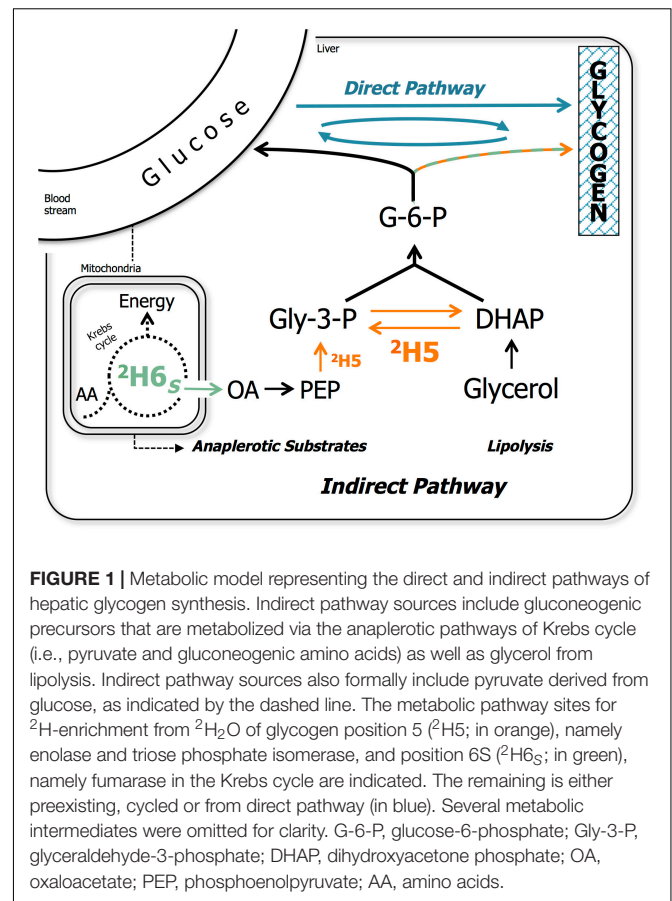 Liver
Direct Pathway
GLYCOGEN
Glucose
Blood
stream
G-6-P
Mitochondria
Energy
Krebs
cycle
²H6S
AA
OA
PEP
Gly-3-P
²H5
²H5
DHAP
Glycerol
Anaplerotic Substrates
Lipolysis
Indirect Pathway
FIGURE 1 | Metabolic model representing the direct and indirect pathways of
hepatic glycogen synthesis. Indirect pathway sources include gluconeogenic
precursors that are metabolized via the anaplerotic pathways of Krebs cycle
(i.e., pyruvate and gluconeogenic amino acids) as well as glycerol from
lipolysis. Indirect pathway sources also formally include pyruvate derived from
glucose, as indicated by the dashed line. The metabolic pathway sites for
²H-enrichment from ²H₂O of glycogen position 5 (²H5; in orange), namely
enolase and triose phosphate isomerase, and position 6S (²H6S; in green),
namely fumarase in the Krebs cycle are indicated. The remaining is either
preexisting, cycled or from direct pathway (in blue). Several metabolic
intermediates were omitted for clarity. G-6-P, glucose-6-phosphate; Gly-3-P,
glyceraldehyde-3-phosphate; DHAP, dihydroxyacetone phosphate; OA,
oxaloacetate; PEP, phosphoenolpyruvate; AA, amino acids.